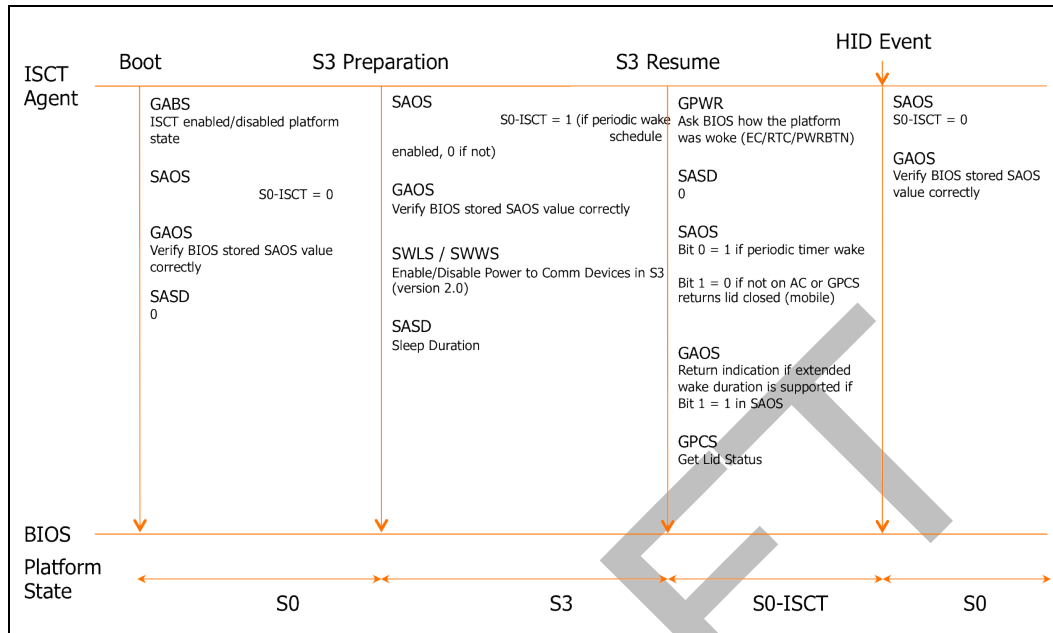 HID Event
Boot
S3 Preparation
S3 Resume
ISCT
Agent
GABS
ISCT enabled/disabled platform
state
SAOS
S0-ISCT = 0
GAOS
Verify BIOS stored SAOS value
correctly
SASD
0
SAOS
S0-ISCT = 1 (if periodic wake
schedule
enabled, 0 if not)
GAOS
Verify BIOS stored SAOS value correctly
SWLS / SWWS
Enable/Disable Power to Comm Devices in S3
(version 2.0)
SASD
Sleep Duration
GPWR
Ask BIOS how the platform
was woke (EC/RTC/PWRBTN)
SASD
0
SAOS
Bit 0 = 1 if periodic timer wake
Bit 1 = 0 if not on AC or GPCS
returns lid closed (mobile)
GAOS
Return indication if extended
wake duration is supported if
Bit 1 = 1 in SAOS
GPCS
Get Lid Status
SAOS
S0-ISCT = 0
GAOS
Verify BIOS stored SAOS
value correctly
BIOS
Platform
State
S0
S3
S0-ISCT
S0